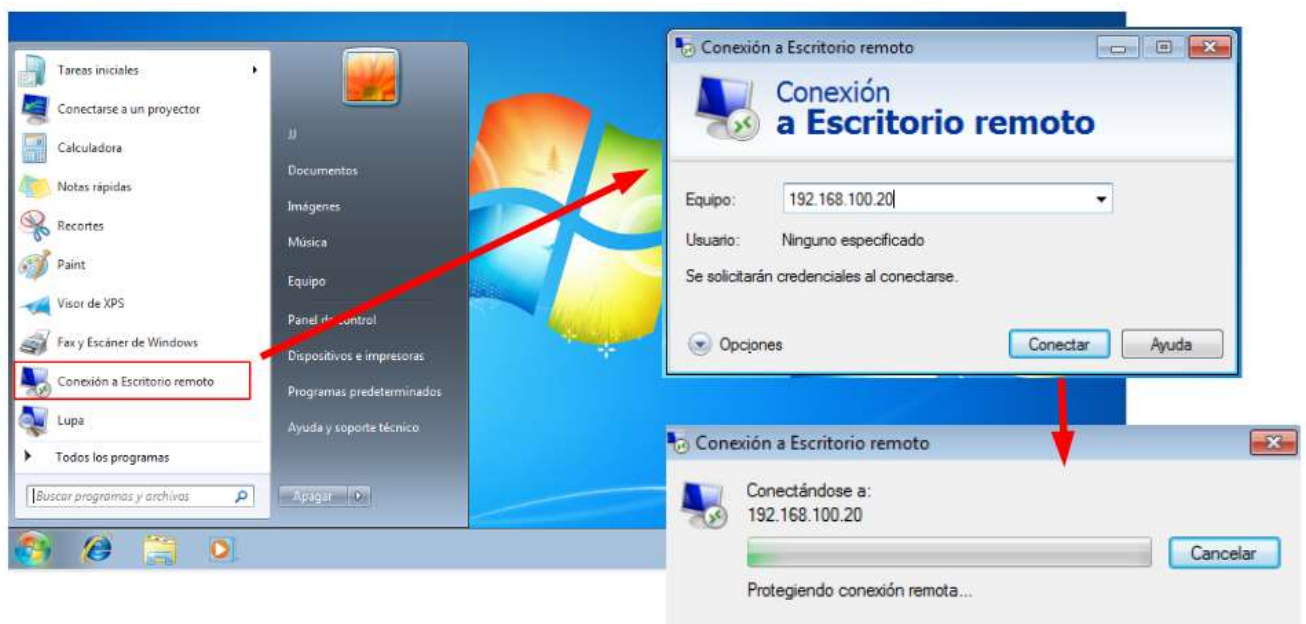 Tareas iniciales
Conectarse a un proyector
Calculadora
Notas rápidas
Recortes
Paint
Visor de XPS
Fax y Escáner de Windows
Conexión a Escritorio remoto
Lupa
Todos los programas
Buscar programas y archivos
JJ
Documentos
Imágenes
Música
Equipo
Panel de control
Dispositivos e impresoras
Programas predeterminados
Ayuda y soporte técnico
Apagar
Conexión a Escritorio remoto
Conexión
a Escritorio remoto
Equipo: 192.168.100.20
Usuario: Ninguno especificado
Se solicitarán credenciales al conectarse.
Opciones Conectar Ayuda
Conexión a Escritorio remoto
Conectándose a:
192.168.100.20
Cancelar
Protegiendo conexión remota...